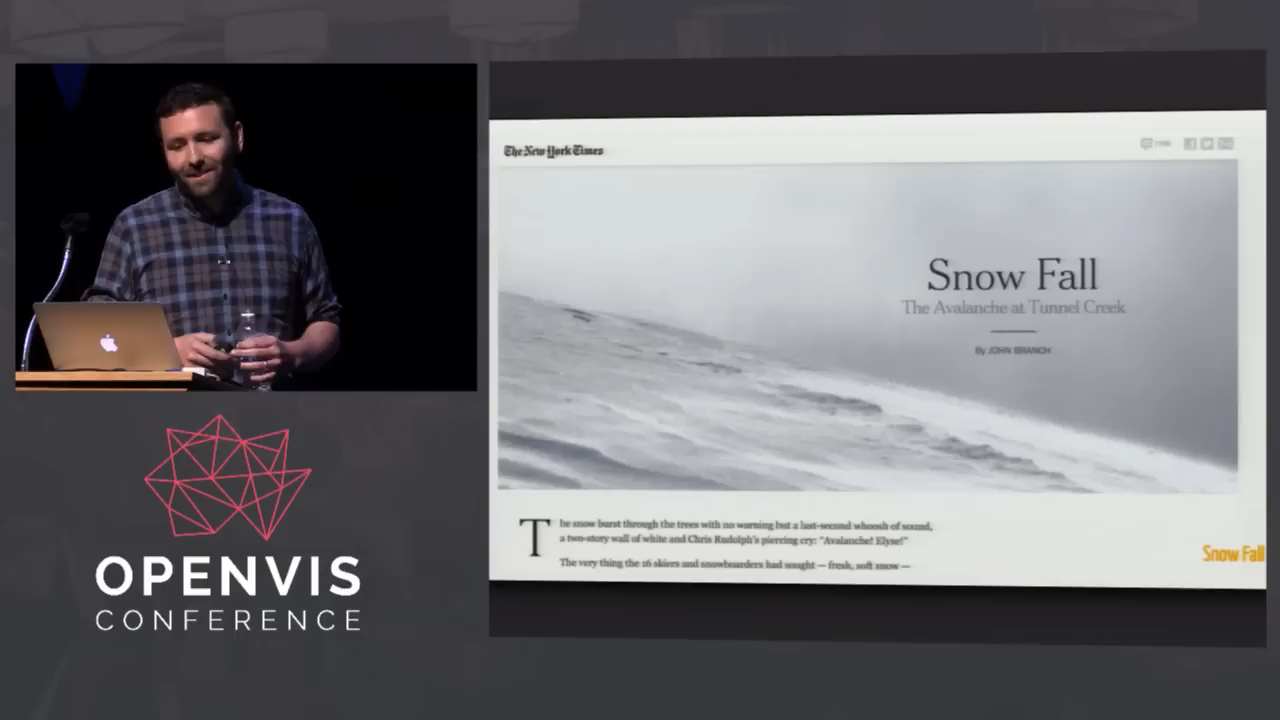 OPENVIS
CONFERENCE
The New York Times
Snow Fall
The Avalanche at Tunnel Creek
By JOHN BRANCH
The snow burst through the trees with no warning but a last-second whoosh of sound,
a two-story wall of white and Chris Rudolph's piercing cry: "Avalanche! Elyse!"
The very thing the 16 skiers and snowboarders had sought — fresh, soft snow —
Snow Fall